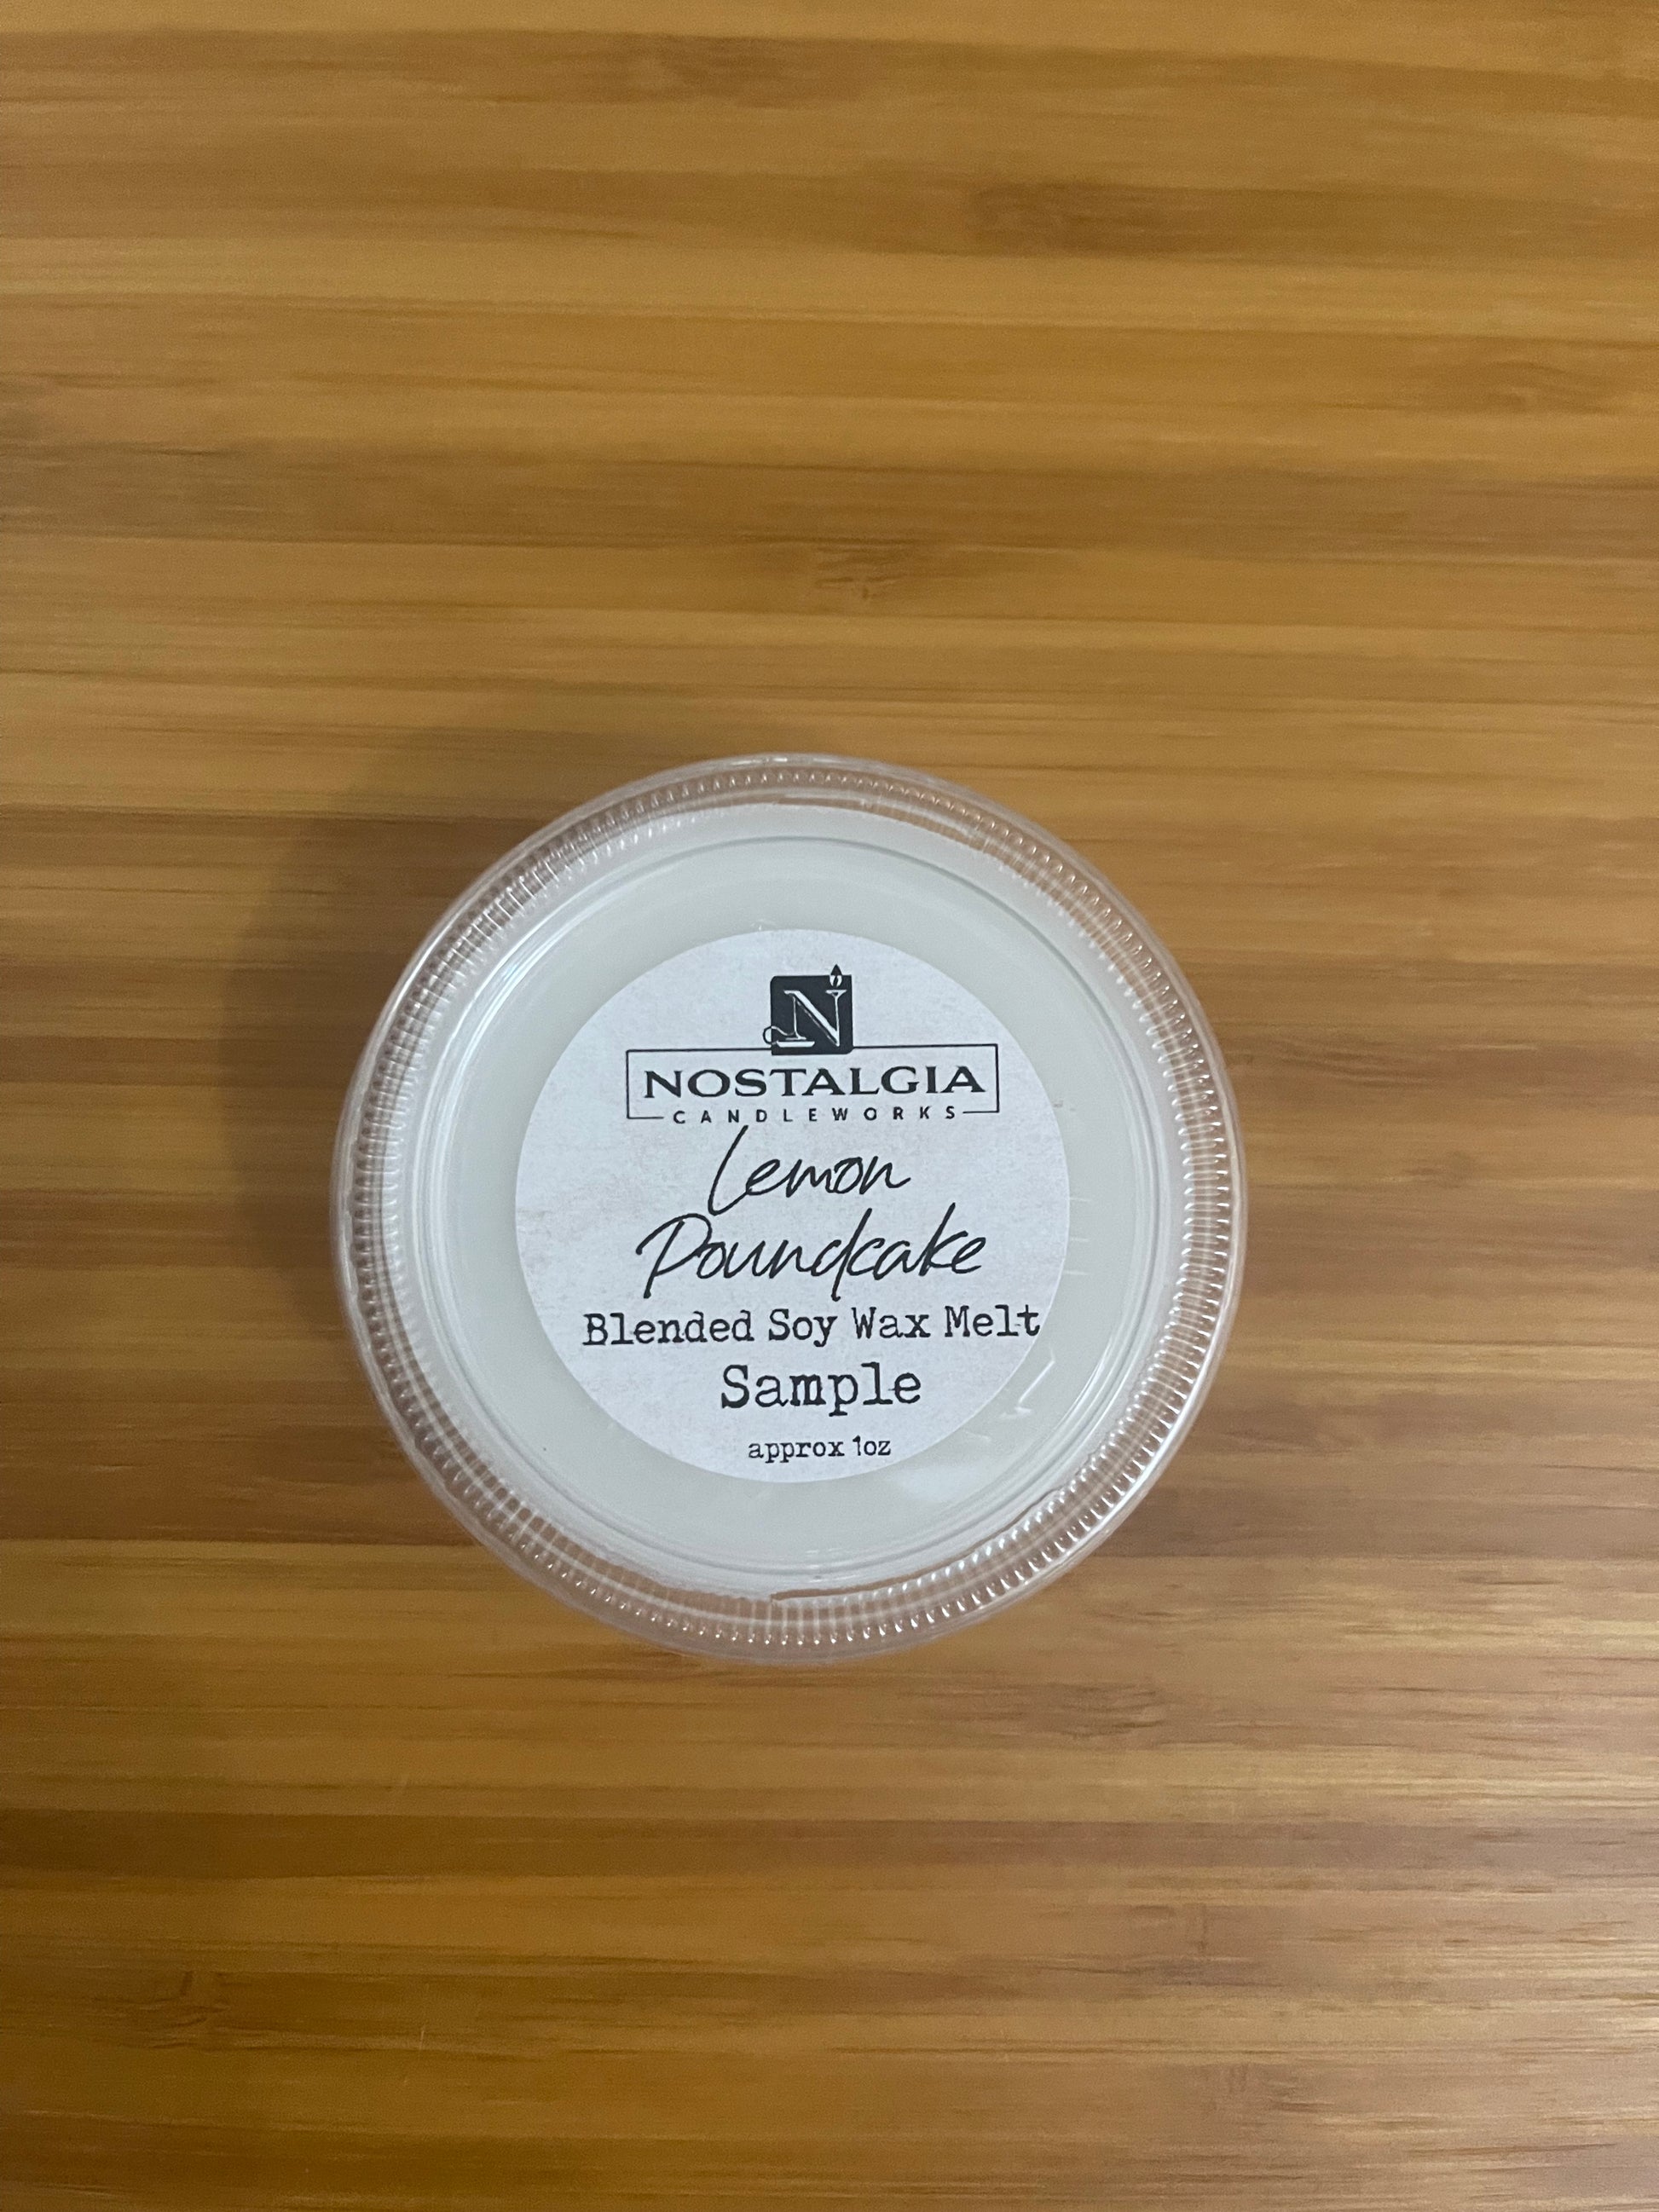 N
NOSTALGIA
CANDLEWORKS
Lemon
Poundcake
Blended Soy Wax Melt
Sample
approx 1oz